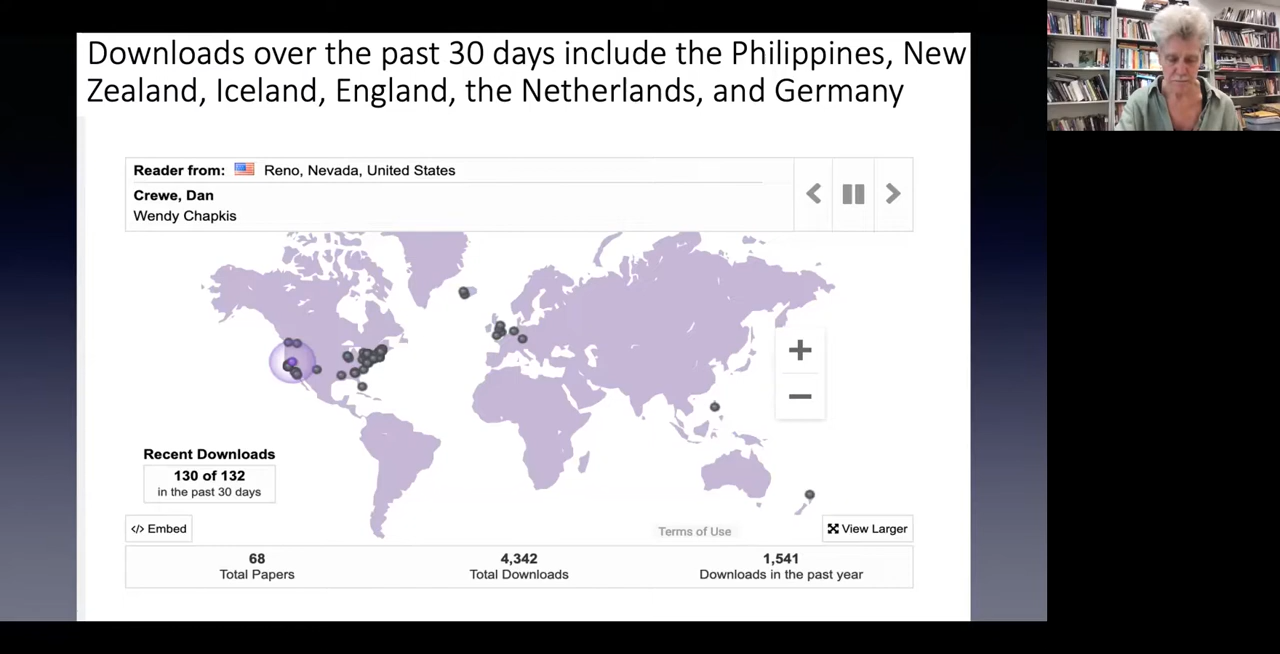 Downloads over the past 30 days include the Philippines, New
Zealand, Iceland, England, the Netherlands, and Germany
Reader from: Reno, Nevada, United States
Crewe, Dan
Wendy Chapkis
Recent Downloads
130 of 132
in the past 30 days
</> Embed
Terms of Use
View Larger
68
Total Papers
4,342
Total Downloads
1,541
Downloads in the past year